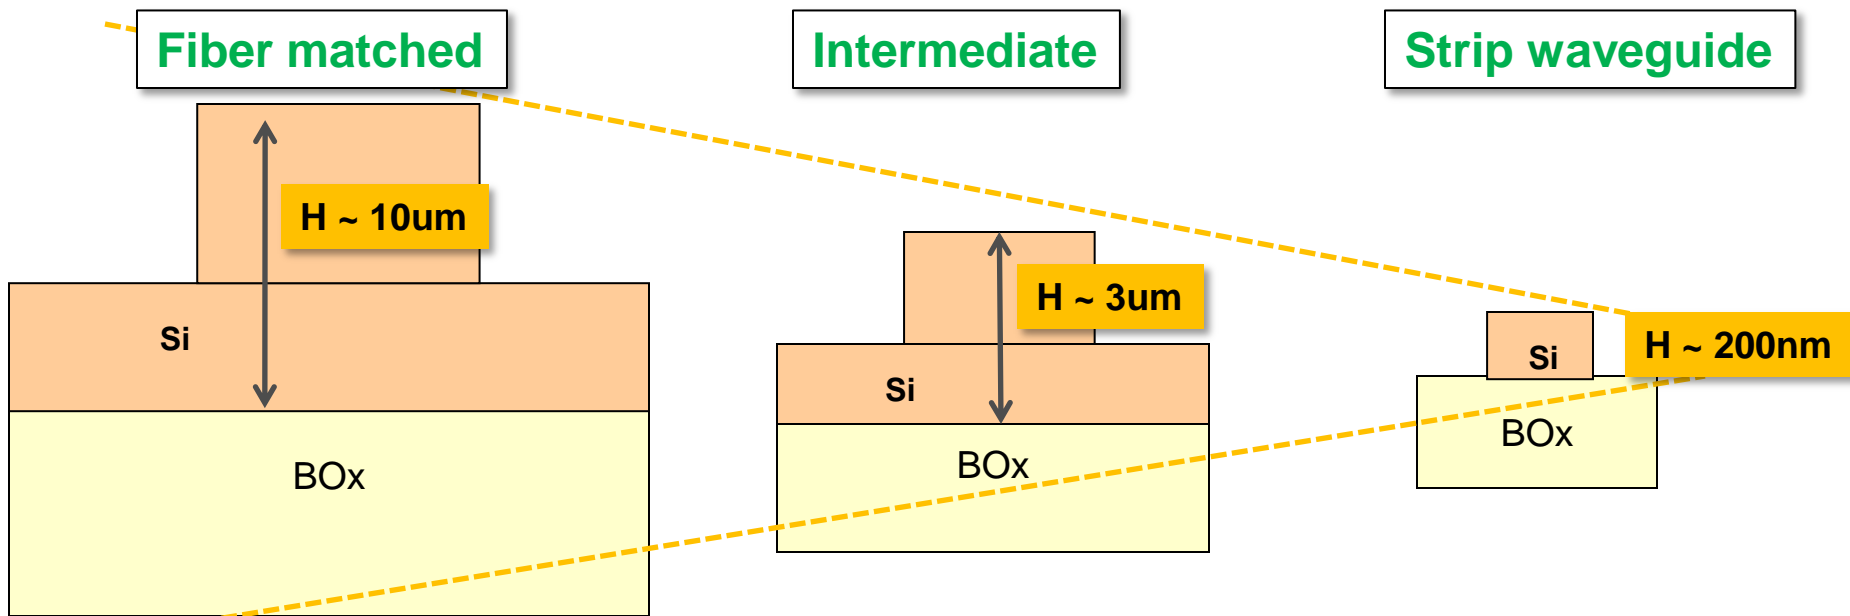 Fiber matched
Intermediate
Strip waveguide
H ~ 10um
H ~ 3um
H ~ 200nm
Si
Si
Si
BOx
BOx
BOx